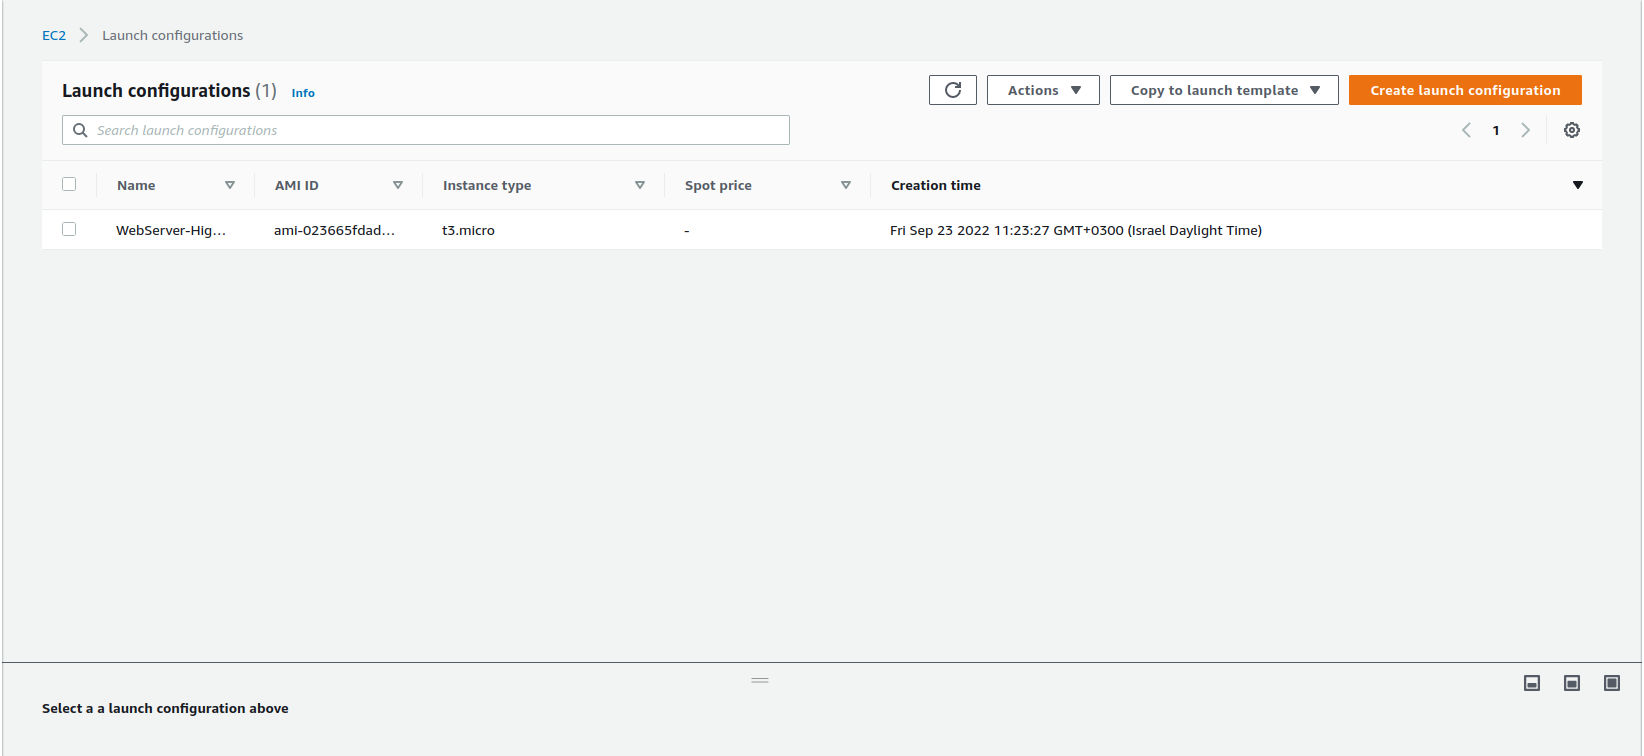 EC2 Launch configurations
Launch configurations (1) Info
Actions Copy to launch template Create launch configuration
Search launch configurations
1
Name AMI ID Instance type Spot price Creation time
WebServer-Hig... ami-023665fdad... t3.micro - Fri Sep 23 2022 11:23:27 GMT+0300 (Israel Daylight Time)
Select a a launch configuration above